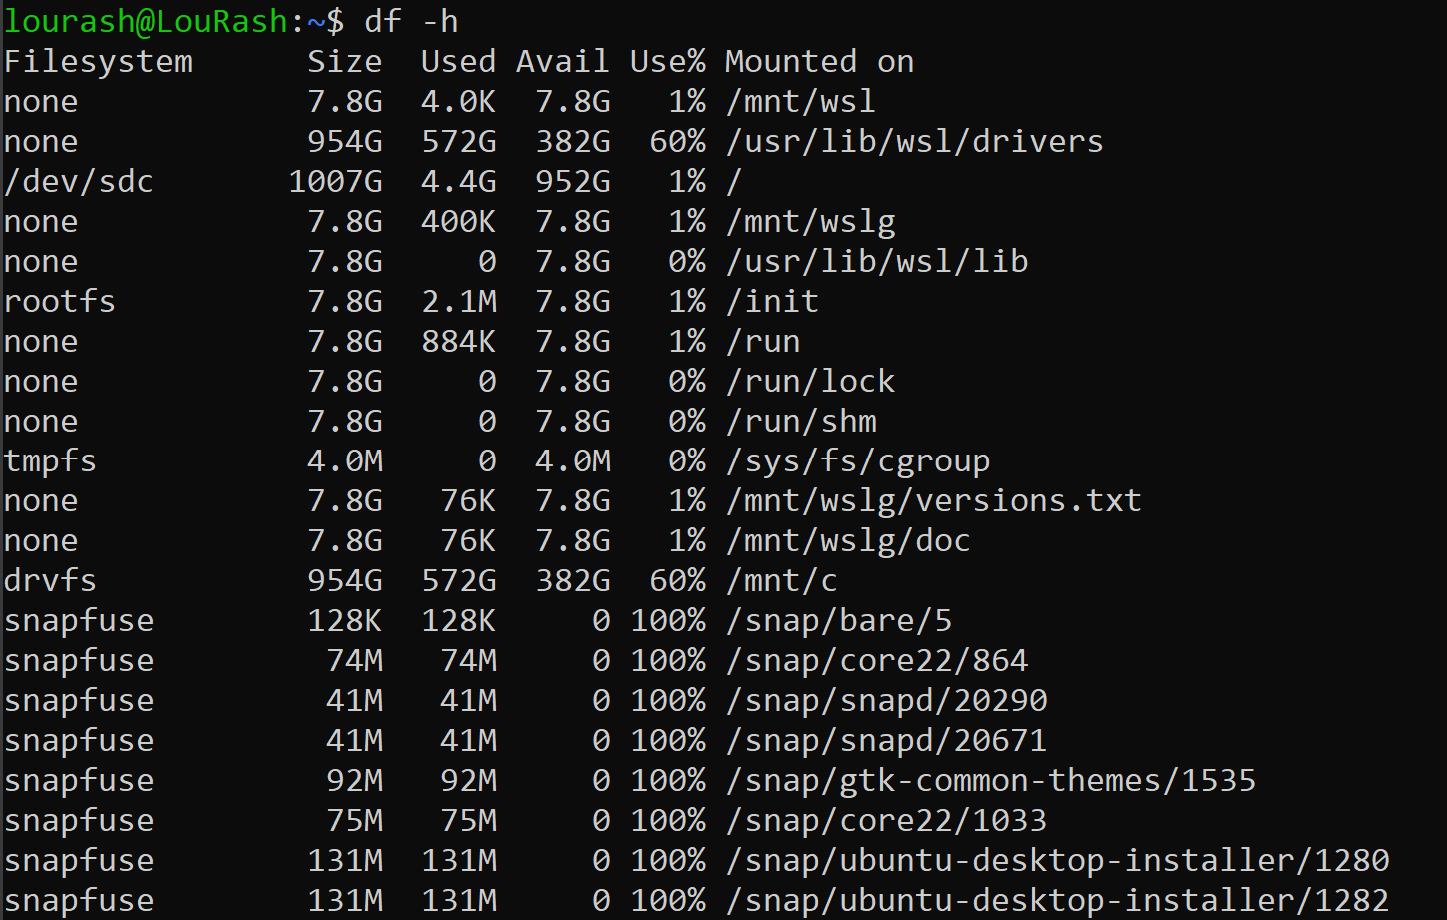 lourash@LouRash:~$ df -h
Filesystem      Size  Used Avail Use% Mounted on
none            7.8G  4.0K  7.8G   1% /mnt/wsl
none            954G  572G  382G  60% /usr/lib/wsl/drivers
/dev/sdc       1007G  4.4G  952G   1% /
none            7.8G  400K  7.8G   1% /mnt/wslg
none            7.8G     0  7.8G   0% /usr/lib/wsl/lib
rootfs          7.8G  2.1M  7.8G   1% /init
none            7.8G  884K  7.8G   1% /run
none            7.8G     0  7.8G   0% /run/lock
none            7.8G     0  7.8G   0% /run/shm
tmpfs           4.0M     0  4.0M   0% /sys/fs/cgroup
none            7.8G   76K  7.8G   1% /mnt/wslg/versions.txt
none            7.8G   76K  7.8G   1% /mnt/wslg/doc
drvfs           954G  572G  382G  60% /mnt/c
snapfuse        128K  128K     0 100% /snap/bare/5
snapfuse         74M   74M     0 100% /snap/core22/864
snapfuse         41M   41M     0 100% /snap/snapd/20290
snapfuse         41M   41M     0 100% /snap/snapd/20671
snapfuse         92M   92M     0 100% /snap/gtk-common-themes/1535
snapfuse         75M   75M     0 100% /snap/core22/1033
snapfuse        131M  131M     0 100% /snap/ubuntu-desktop-installer/1280
snapfuse        131M  131M     0 100% /snap/ubuntu-desktop-installer/1282